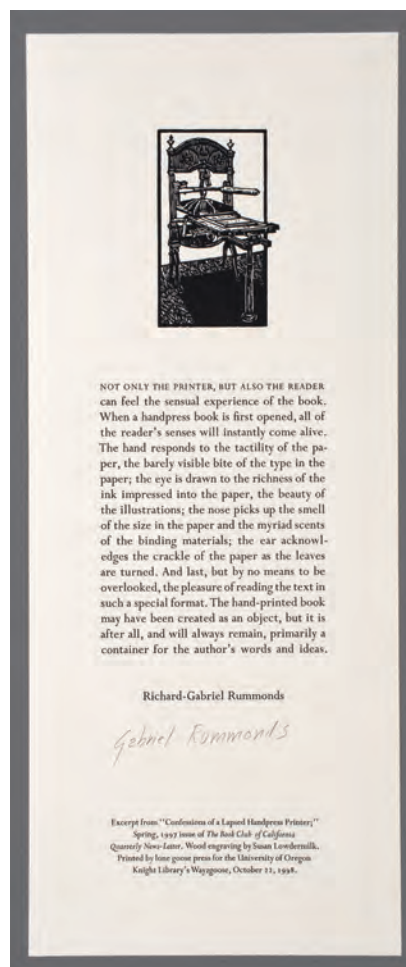 NOT ONLY THE PRINTER, BUT ALSO THE READER
can feel the sensual experience of the book.
When a handpress book is first opened, all of
the reader's senses will instantly come alive.
The hand responds to the tactility of the pa-
per, the barely visible bite of the type in the
paper; the eye is drawn to the richness of the
ink impressed into the paper, the beauty of
the illustrations; the nose picks up the smell
of the size in the paper and the myriad scents
of the binding materials; the ear acknowl-
edges the crackle of the paper as the leaves
are turned. And last, but by no means to be
overlooked, the pleasure of reading the text in
such a special format. The hand-printed book
may have been created as an object, but it is
after all, and will always remain, primarily a
container for the author's words and ideas.
Richard-Gabriel Rummonds
Gabriel Rummonds
Excerpt from "Confessions of a Lapsed Handpress Printer;"
Spring, 1997 issue of The Book Club of California
Quarterly News-Letter. Wood engraving by Susan Lowdermilk.
Printed by lone goose press for the University of Oregon
Knight Library's Wayzgoose, October 22, 1998.